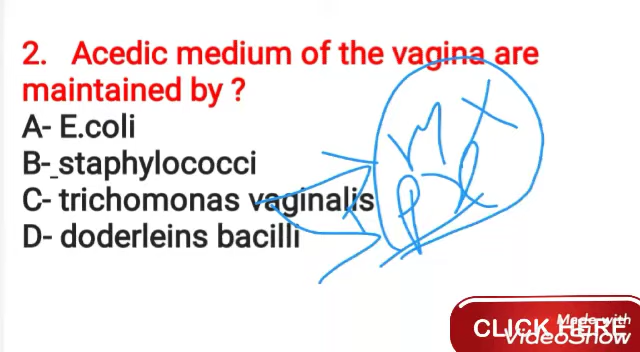 2. Acedic medium of the vagina are
maintained by ?
A- E.coli
B- staphylococci
C- trichomonas vaginalis
D- doderleins bacilli
CLICK HERE
Made with
VideoShow